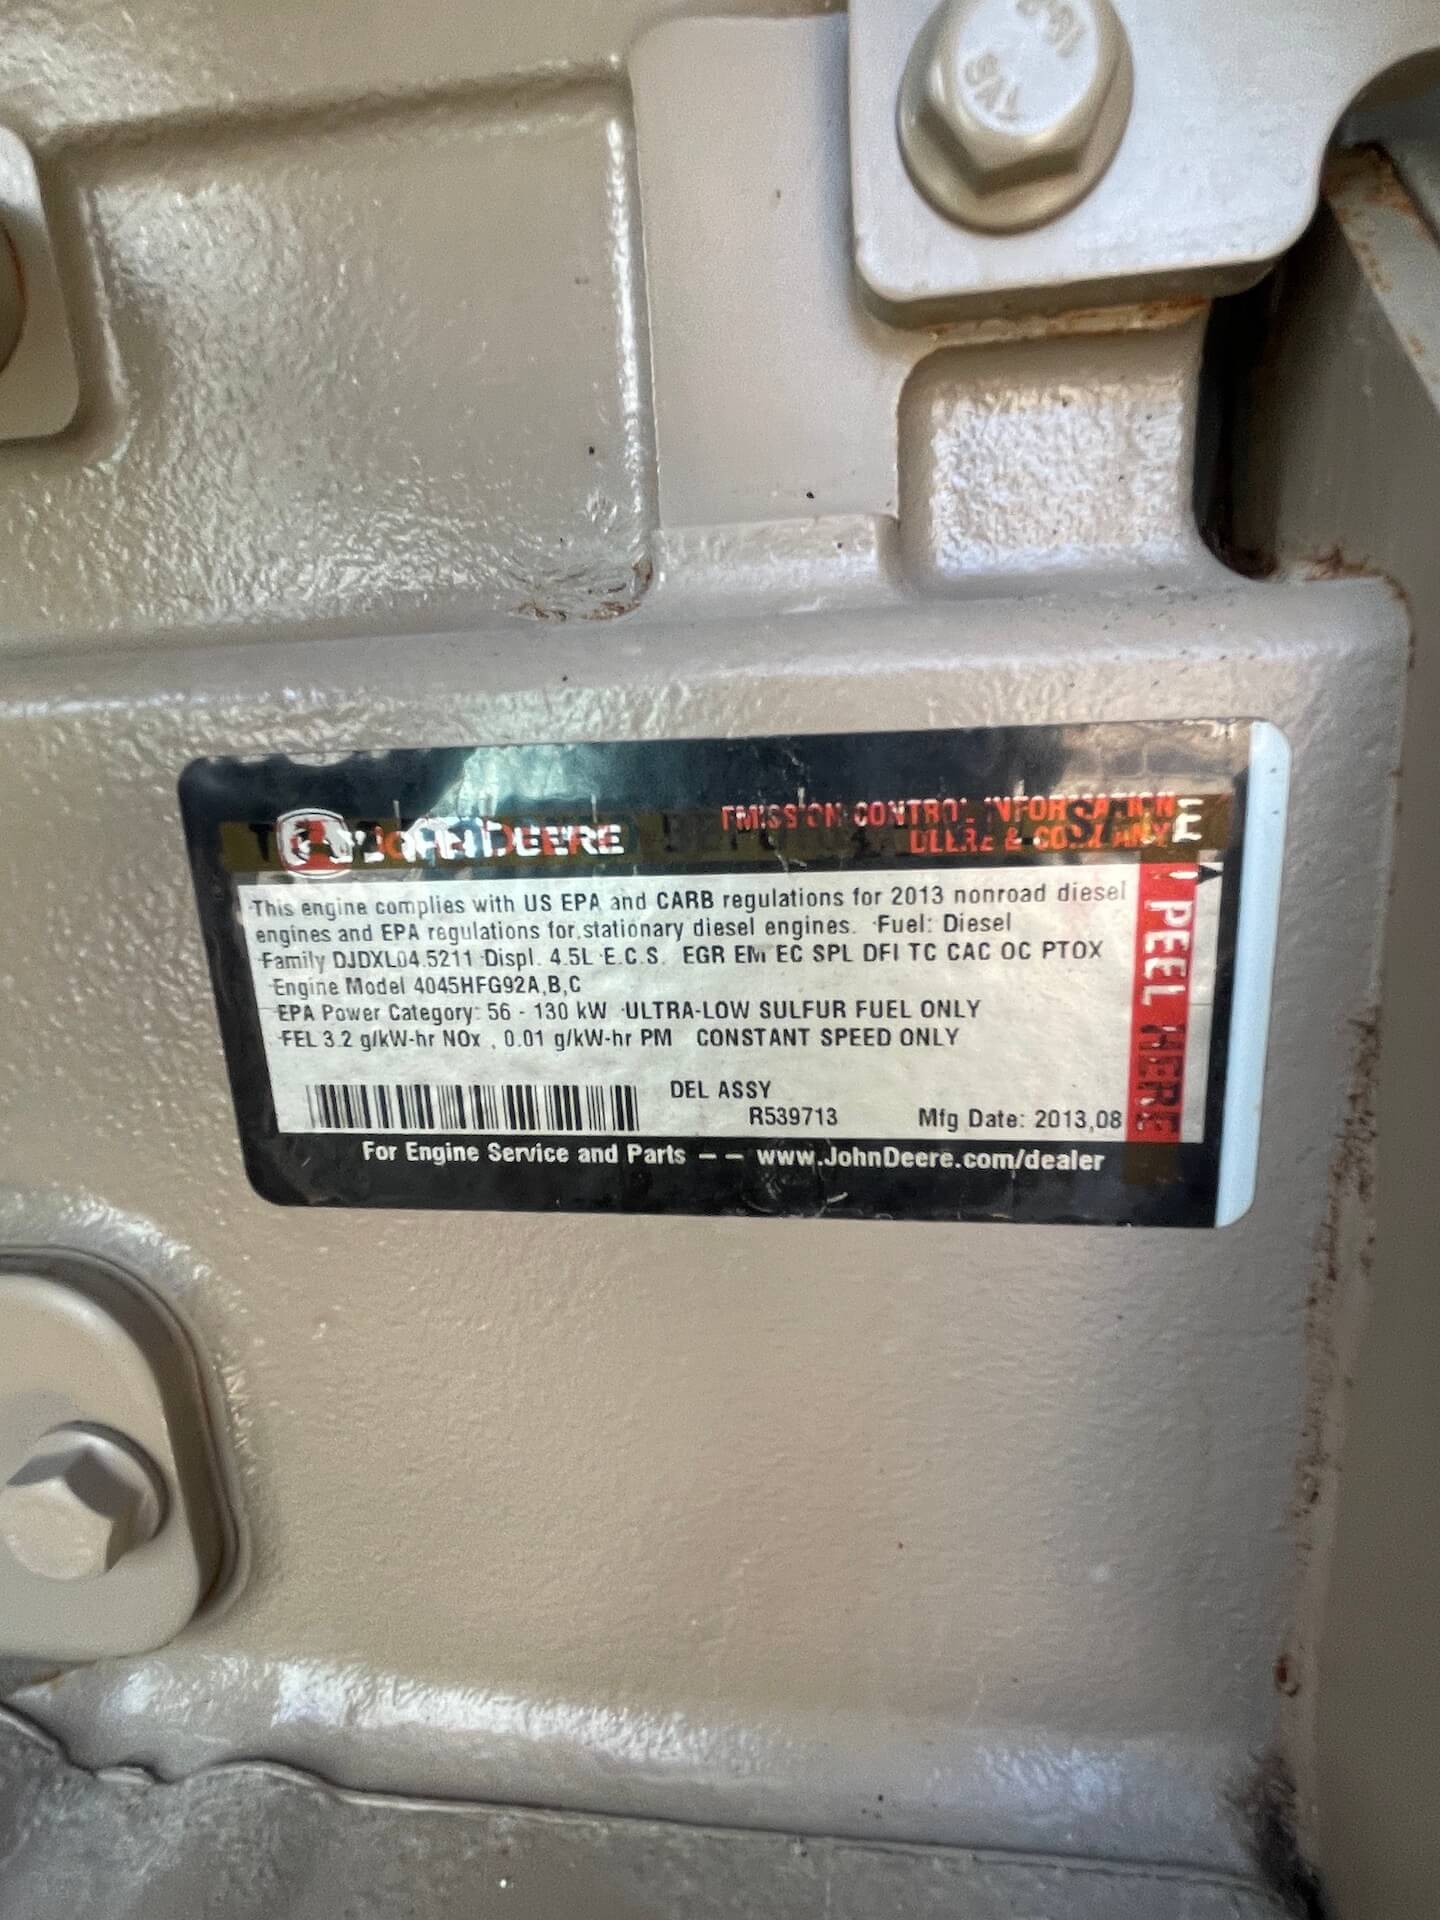 TY8
JOHN DEERE
EMISSION CONTROL INFORMATION
DEERE & COMPANY
This engine complies with US EPA and CARB regulations for 2013 nonroad diesel
engines and EPA regulations for stationary diesel engines. Fuel: Diesel
Family DJDXL04.5211 Displ. 4.5L E.C.S. EGR EM EC SPL DFI TC CAC OC PTOX
Engine Model 4045HFG92A,B,C
EPA Power Category: 56 - 130 kW ULTRA-LOW SULFUR FUEL ONLY
FEL 3.2 g/kW-hr NOx , 0.01 g/kW-hr PM CONSTANT SPEED ONLY
DEL ASSY
R539713 Mfg Date: 2013,08
For Engine Service and Parts -- www.JohnDeere.com/dealer
PEEL HERE